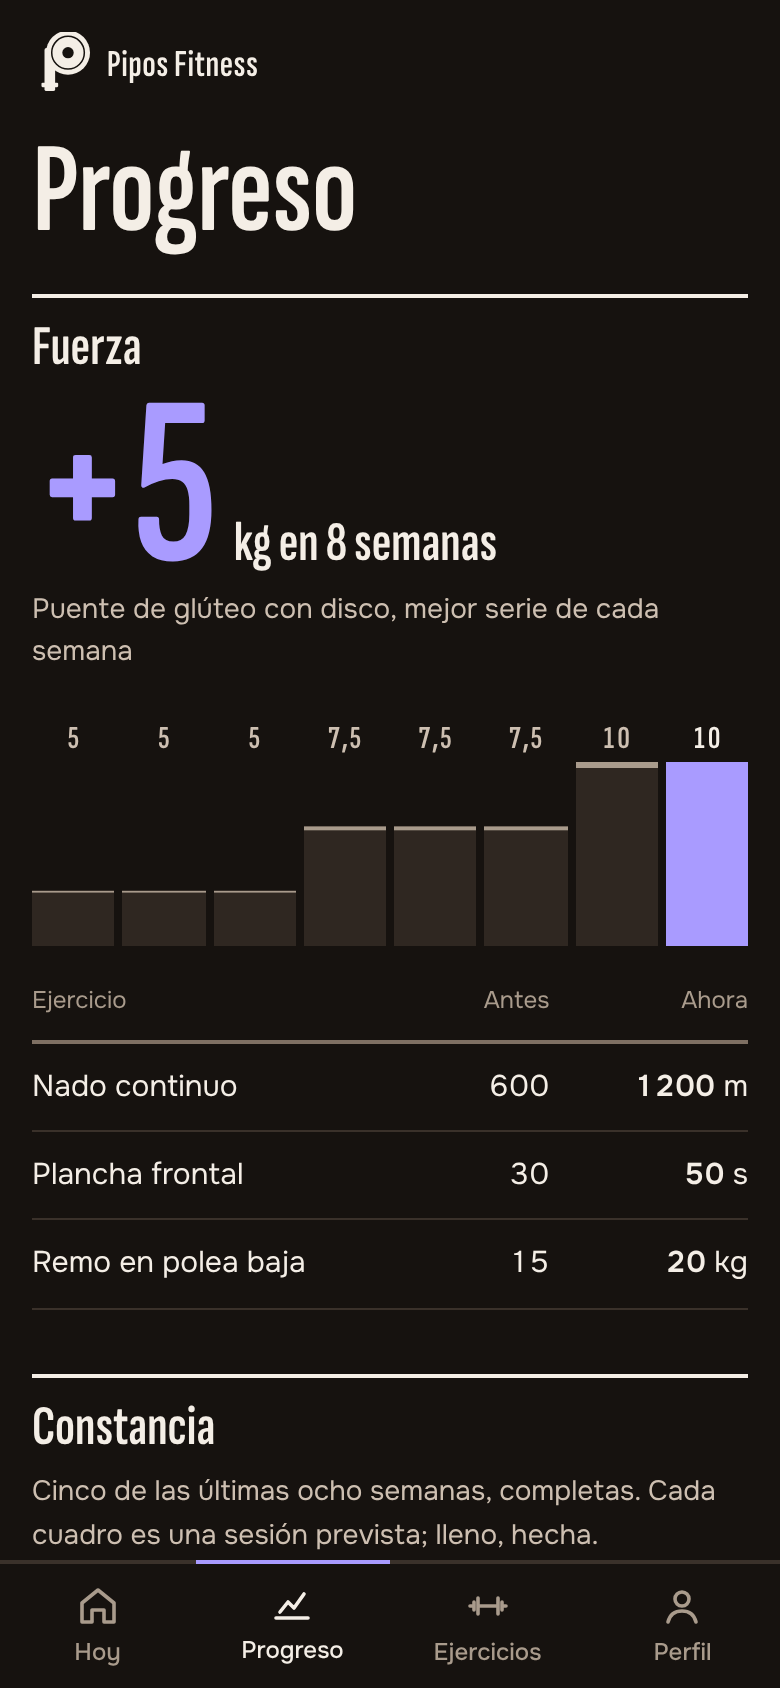 Pipos Fitness
Progreso
Fuerza
+5 kg en 8 semanas
Puente de glúteo con disco, mejor serie de cada
semana
5 5 5 7,5 7,5 7,5 10 10
Ejercicio Antes Ahora
Nado continuo 600 1 200 m
Plancha frontal 30 50 s
Remo en polea baja 15 20 kg
Constancia
Cinco de las últimas ocho semanas, completas. Cada
cuadro es una sesión prevista; lleno, hecha.
Hoy Progreso Ejercicios Perfil